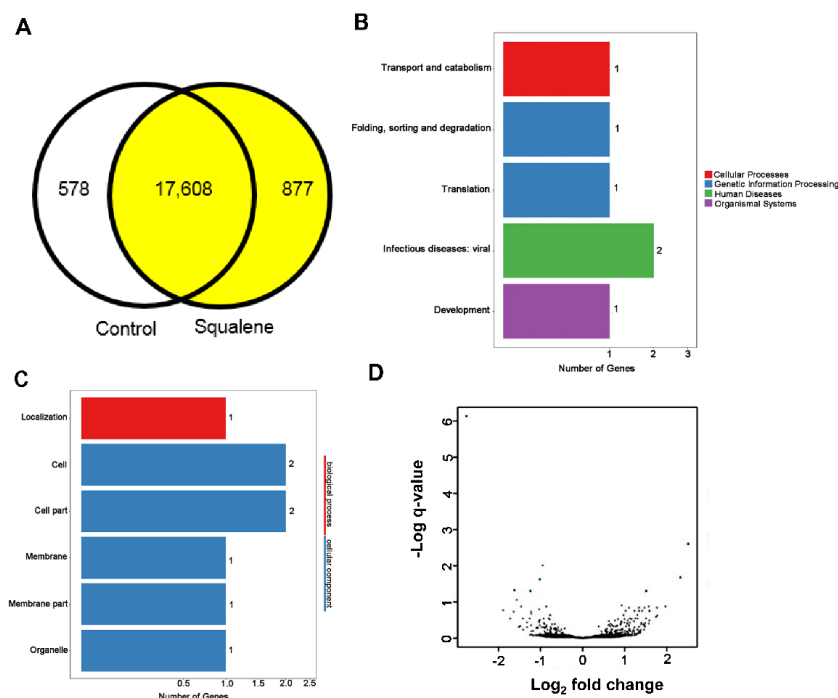 A
578
17,608
877
Control
Squalene
B
Transport and catabolism
1
Folding, sorting and degradation
1
Translation
1
Infectious diseases: viral
2
Development
1
1
2
3
Number of Genes
Cellular Processes
Genetic Information Processing
Human Diseases
Organismal Systems
C
Localization
1
Cell
2
Cell part
2
Membrane
1
Membrane part
1
Organelle
1
0.5
1.0
1.5
2.0
2.5
Number of Genes
biological process
cellular component
D
6
5
4
3
2
1
0
-Log q-value
-2
-1
0
1
2
Log2 fold change